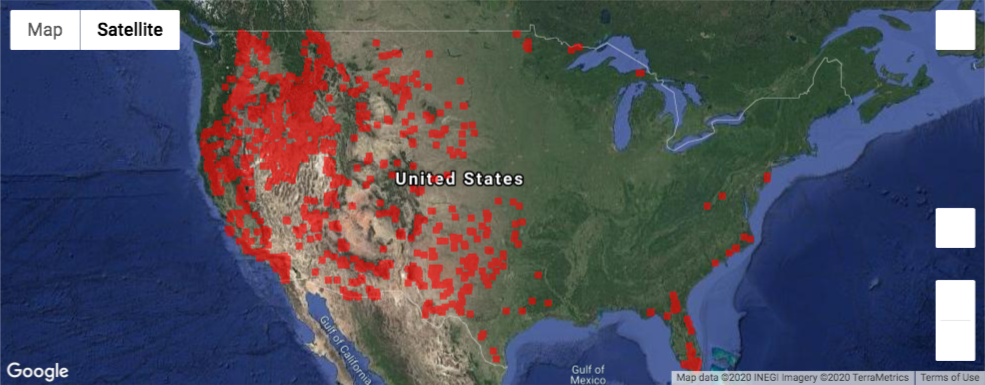 Map
Satellite
United States
Gulf of California
Gulf of
Mexico
Google
Map data ©2020 INEGI Imagery ©2020 TerraMetrics
Terms of Use